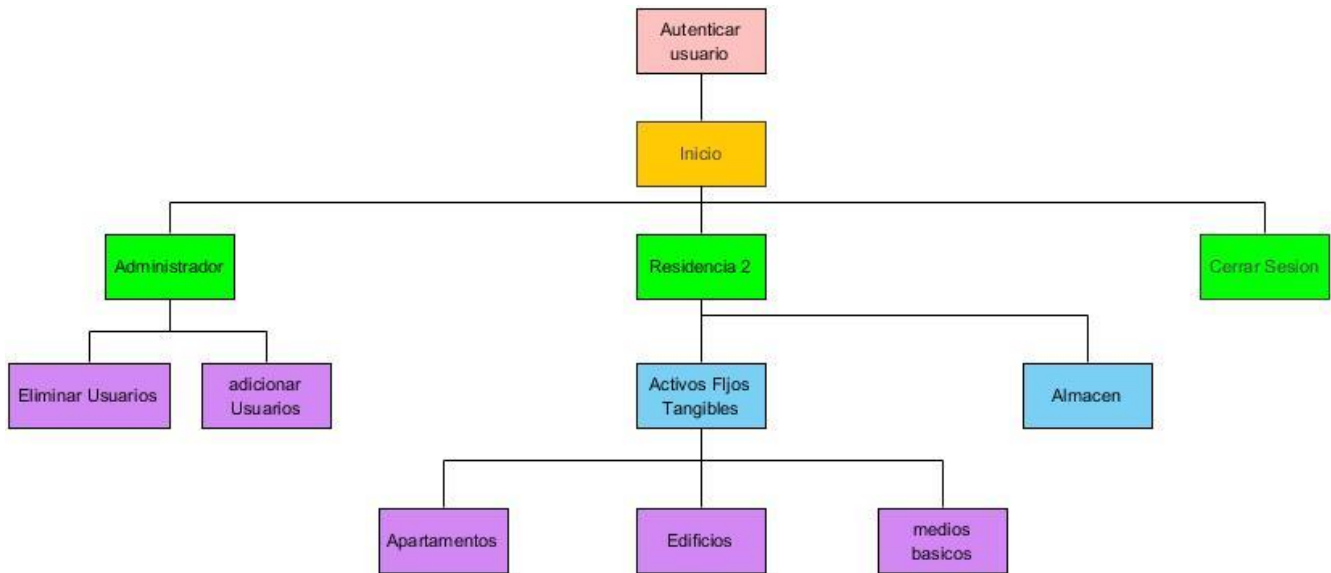 Autenticar
usuario
Inicio
Administrador
Residencia 2
Cerrar Sesion
Eliminar Usuarios
adicionar
Usuarios
Activos FIjos
Tangibles
Almacen
Apartamentos
Edificios
medios
basicos